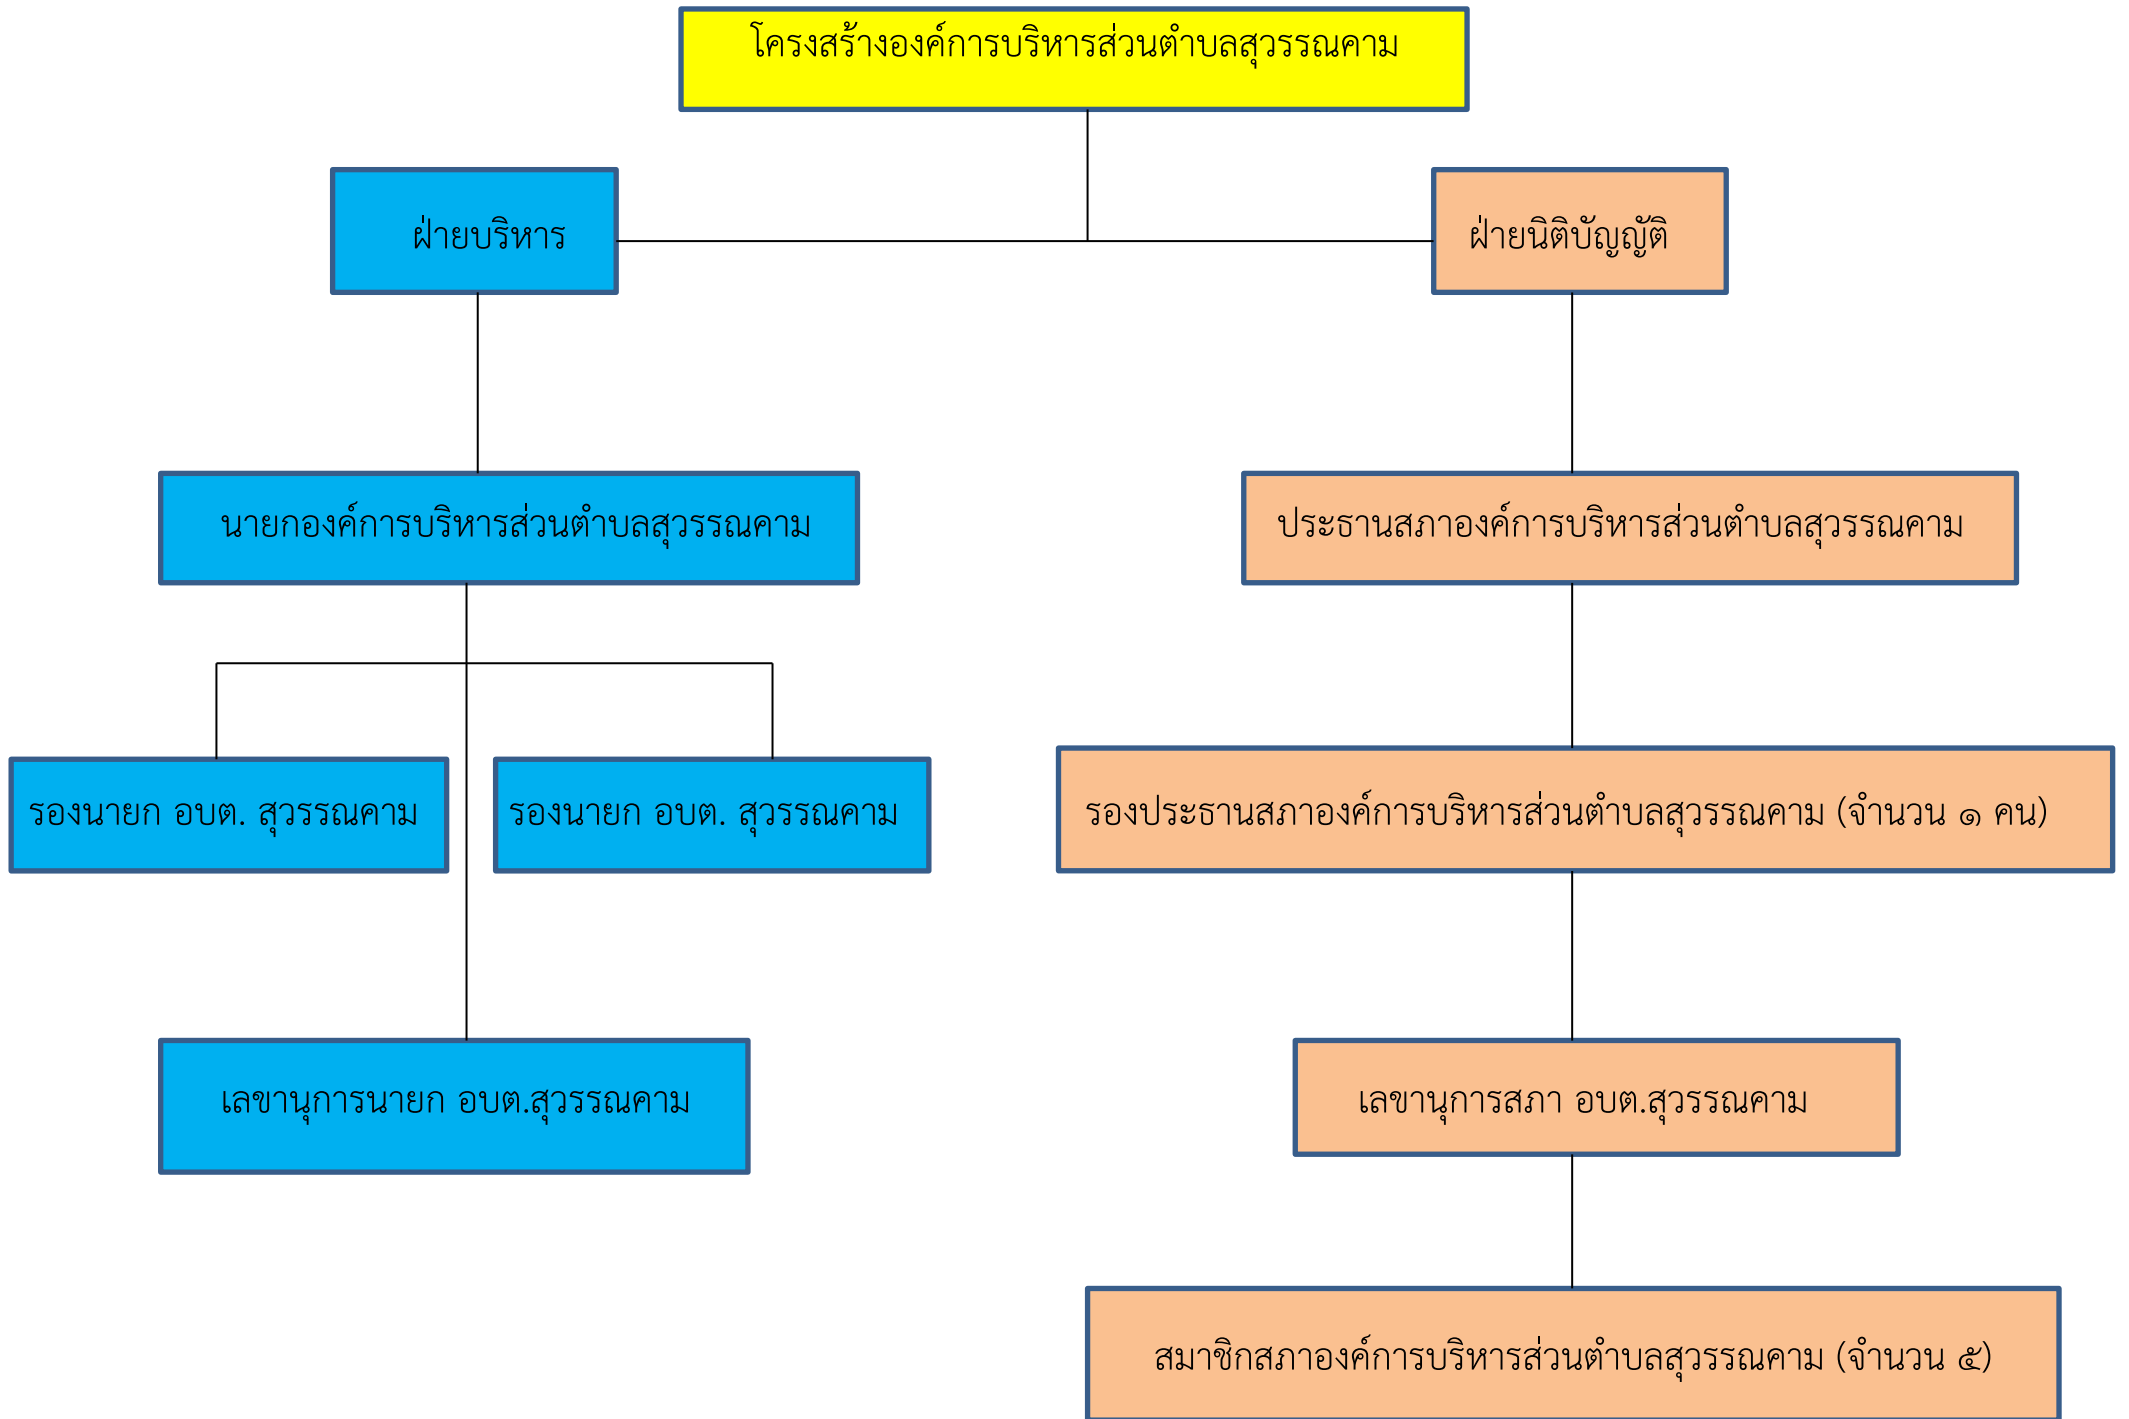 โครงสร้างองค์การบริหารส่วนตำบลสุวรรณคาม
ฝ่ายบริหาร
ฝ่ายนิติบัญญัติ
นายกองค์การบริหารส่วนตำบลสุวรรณคาม
ประธานสภาองค์การบริหารส่วนตำบลสุวรรณคาม
รองนายก อบต. สุวรรณคาม
รองนายก อบต. สุวรรณคาม
รองประธานสภาองค์การบริหารส่วนตำบลสุวรรณคาม (จำนวน ๑ คน)
เลขานุการนายก อบต.สุวรรณคาม
เลขานุการสภา อบต.สุวรรณคาม
สมาชิกสภาองค์การบริหารส่วนตำบลสุวรรณคาม (จำนวน ๕)